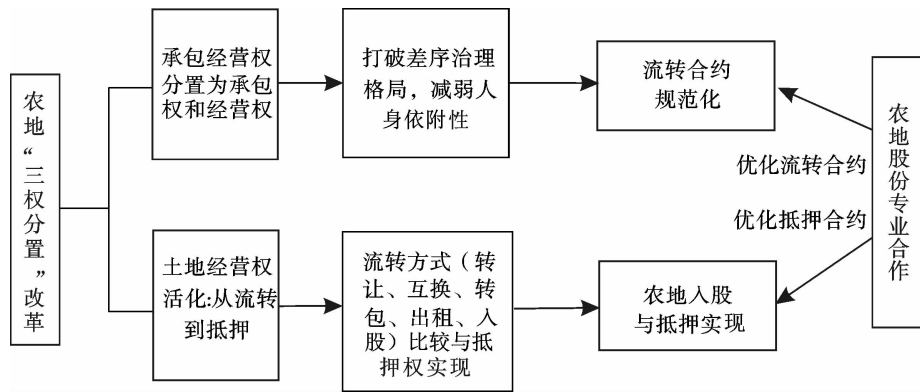 农地“三权分置”改革
承包经营权
分置为承包
权和经营权
打破差序治理
格局，减弱人
身依附性
流转合约
规范化
土地经营权
活化:从流转
到抵押
流转方式（转
让、互换、转
包、出租、入
股）比较与抵
押权实现
农地入股
与抵押实现
优化流转合约
优化抵押合约
农地股份专业合作